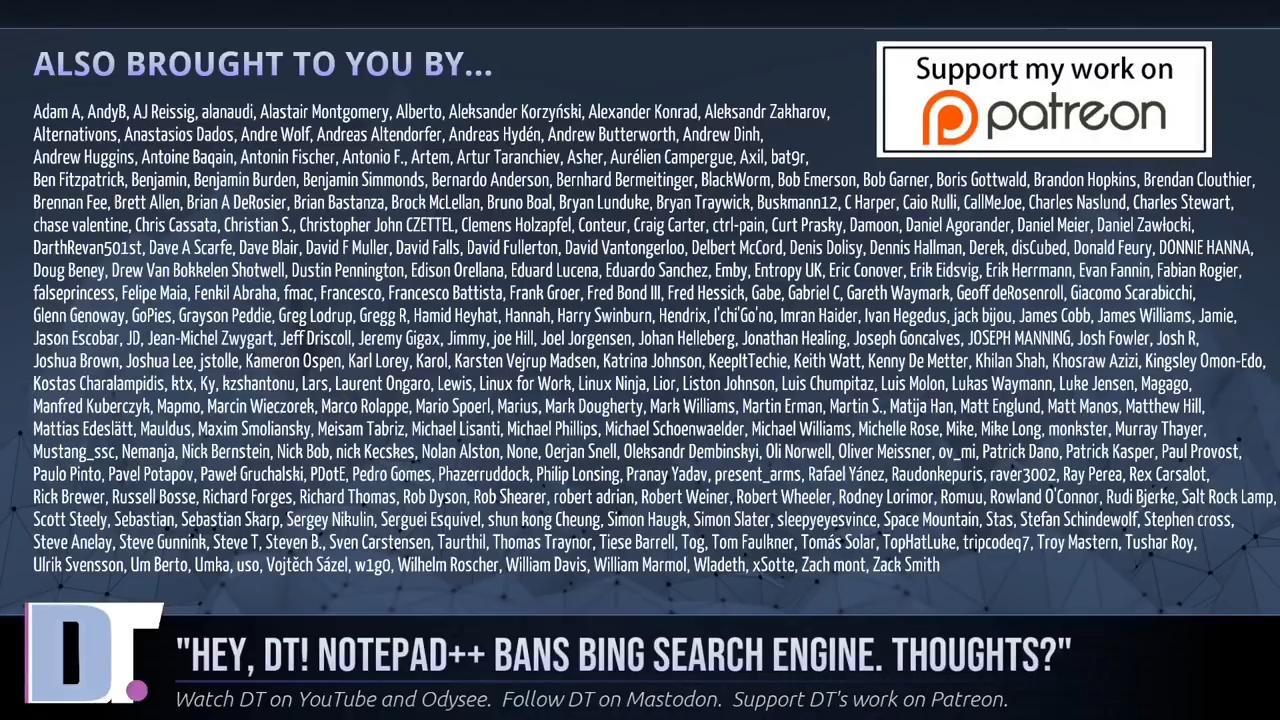 ALSO BROUGHT TO YOU BY...
Support my work on
patreon
Adam A, AndyB, AJ Reissig, alanaudi, Alastair Montgomery, Alberto, Aleksander Korzyński, Alexander Konrad, Aleksandr Zakharov,
Alternativons, Anastasios Dados, Andre Wolf, Andreas Altendorfer, Andreas Hydén, Andrew Butterworth, Andrew Dinh,
Andrew Huggins, Antoine Baqain, Antonin Fischer, Antonio F., Artem, Artur Taranchiev, Asher, Aurélien Campergue, Axil, bat9r,
Ben Fitzpatrick, Benjamin, Benjamin Burden, Benjamin Simmonds, Bernardo Anderson, Bernhard Bermeitinger, BlackWorm, Bob Emerson, Bob Garner, Boris Gottwald, Brandon Hopkins, Brendan Clouthier,
Brennan Fee, Brett Allen, Brian A DeRosier, Brian Bastanza, Brock McLellan, Bruno Boal, Bryan Lunduke, Bryan Traywick, Buskmann12, C Harper, Caio Rulli, CallMeJoe, Charles Naslund, Charles Stewart,
chase valentine, Chris Cassata, Christian S., Christopher John CZETTEL, Clemens Holzapfel, Conteur, Craig Carter, ctrl-pain, Curt Prasky, Damoon, Daniel Agorander, Daniel Meier, Daniel Zawłocki,
DarthRevan501st, Dave A Scarfe, Dave Blair, David F Muller, David Falls, David Fullerton, David Vantongerloo, Delbert McCord, Denis Dolisy, Dennis Hallman, Derek, disCubed, Donald Feury, DONNIE HANNA,
Doug Beney, Drew Van Bokkelen Shotwell, Dustin Pennington, Edison Orellana, Eduard Lucena, Eduardo Sanchez, Emby, Entropy UK, Eric Conover, Erik Eidsvig, Erik Herrmann, Evan Fannin, Fabian Rogier,
falseprincess, Felipe Maia, Fenkil Abraha, fmac, Francesco, Francesco Battista, Frank Groer, Fred Bond III, Fred Hessick, Gabe, Gabriel C, Gareth Waymark, Geoff deRosenroll, Giacomo Scarabicchi,
Glenn Genoway, GoPies, Grayson Peddie, Greg Lodrup, Gregg R, Hamid Heyhat, Hannah, Harry Swinburn, Hendrix, I'chi'Go'no, Imran Haider, Ivan Hegedus, jack bijou, James Cobb, James Williams, Jamie,
Jason Escobar, JD, Jean-Michel Zwygart, Jeff Driscoll, Jeremy Gigax, Jimmy, joe Hill, Joel Jorgensen, Johan Helleberg, Jonathan Healing, Joseph Goncalves, JOSEPH MANNING, Josh Fowler, Josh R,
Joshua Brown, Joshua Lee, jstolle, Kameron Ospen, Karl Lorey, Karol, Karsten Vejrup Madsen, Katrina Johnson, KeepItTechie, Keith Watt, Kenny De Metter, Khilan Shah, Khosraw Azizi, Kingsley Omon-Edo,
Kostas Charalampidis, ktx, Ky, kzshantonu, Lars, Laurent Ongaro, Lewis, Linux for Work, Linux Ninja, Lior, Liston Johnson, Luis Chumpitaz, Luis Molon, Lukas Waymann, Luke Jensen, Magago,
Manfred Kuberczyk, Mapmo, Marcin Wieczorek, Marco Rolappe, Mario Spoerl, Marius, Mark Dougherty, Mark Williams, Martin Erman, Martin S., Matija Han, Matt Englund, Matt Manos, Matthew Hill,
Mattias Edeslätt, Mauldus, Maxim Smoliansky, Meisam Tabriz, Michael Lisanti, Michael Phillips, Michael Schoenwaelder, Michael Williams, Michelle Rose, Mike, Mike Long, monkster, Murray Thayer,
Mustang_ssc, Nemanja, Nick Bernstein, Nick Bob, nick Kecskes, Nolan Alston, None, Oerjan Snell, Oleksandr Dembinskyi, Oli Norwell, Oliver Meissner, ov_mi, Patrick Dano, Patrick Kasper, Paul Provost,
Paulo Pinto, Pavel Potapov, Paweł Gruchalski, PDotE, Pedro Gomes, Phazerruddock, Philip Lonsing, Pranay Yadav, present_arms, Rafael Yánez, Raudonkepuris, raver3002, Ray Perea, Rex Carsalot,
Rick Brewer, Russell Bosse, Richard Forges, Richard Thomas, Rob Dyson, Rob Shearer, robert adrian, Robert Weiner, Robert Wheeler, Rodney Lorimor, Romuu, Rowland O'Connor, Rudi Bjerke, Salt Rock Lamp,
Scott Steely, Sebastian, Sebastian Skarp, Sergey Nikulin, Serguei Esquivel, shun bong Cheung, Simon Haugk, Simon Slater, sleepyeyesvince, Space Mountain, Stas, Stefan Schindewolf, Stephen cross,
Steve Anelay, Steve Gunnink, Steve T, Steven B., Sven Carstensen, Taurthil, Thomas Traynor, Tiese Barrell, Tog, Tom Faulkner, Tomás Solar, TopHatLuke, tripcodeq7, Troy Mastern, Tushar Roy,
Ulrik Svensson, Um Berto, Umka, uso, Vojtěch Sázel, w1g0, Wilhelm Roscher, William Davis, William Marmol, Wladeth, xSotte, Zach mont, Zack Smith
DT.
"HEY, DT! NOTEPAD++ BANS BING SEARCH ENGINE. THOUGHTS?"
Watch DT on YouTube and Odysee. Follow DT on Mastodon. Support DT's work on Patreon.